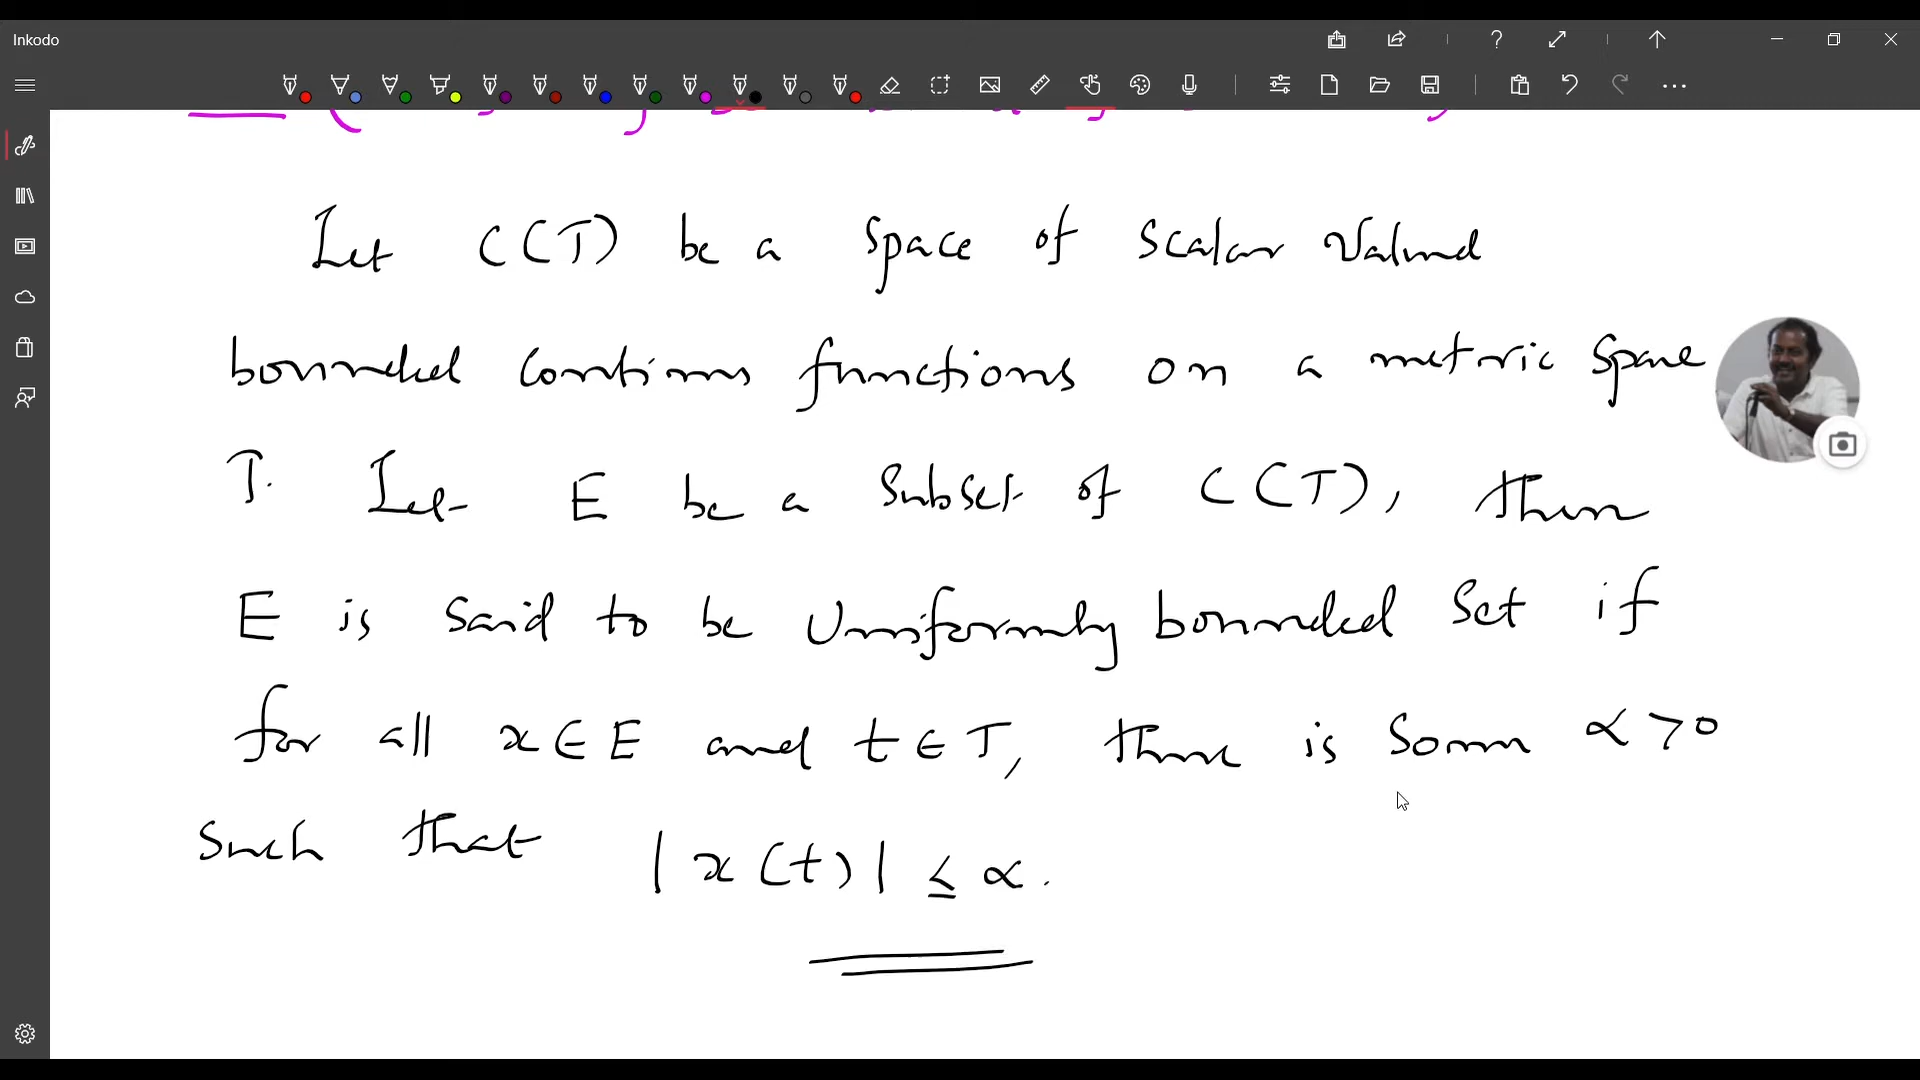 Inkodo
Let C(T) be a space of scalar valued
bounded continus functions on a metric space
T. Let E be a subset of C(T), then
E is said to be Uniformly bounded set if
for all x ∈ E and t ∈ T, there is some α > 0
such that |x(t)| ≤ α.